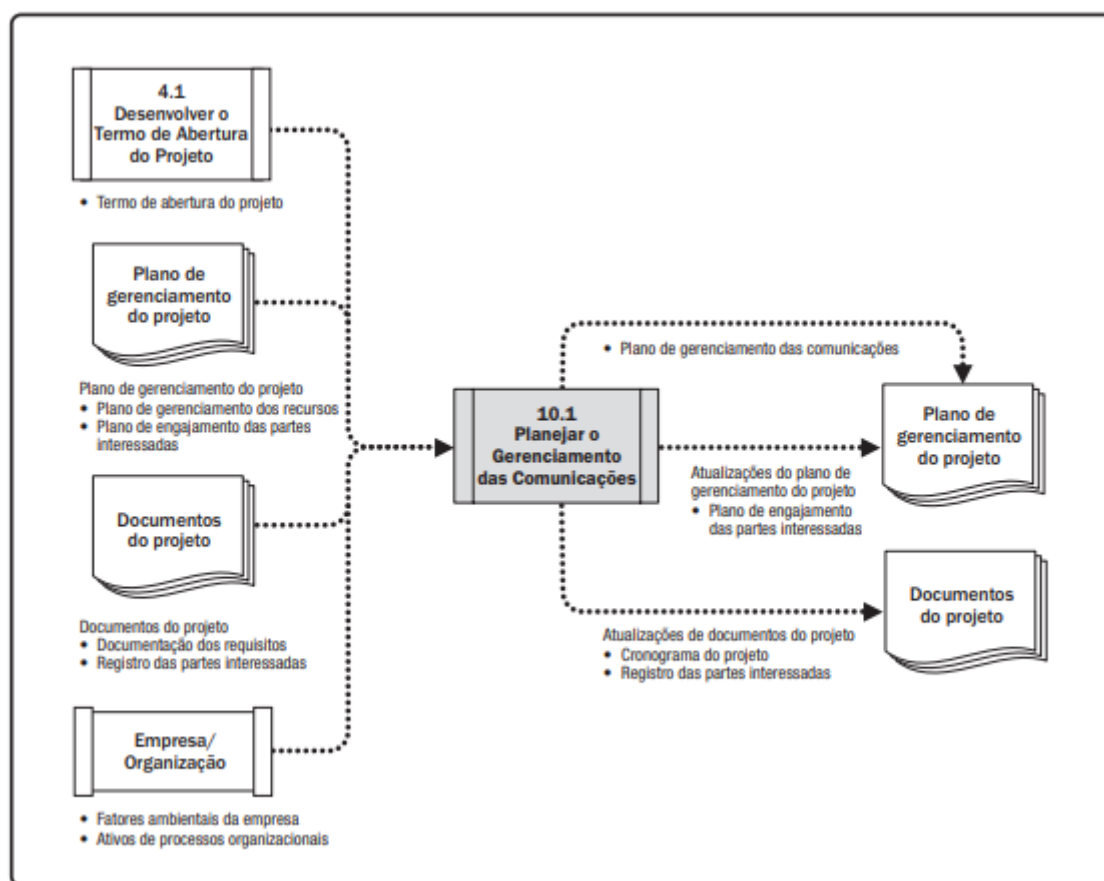 4.1
Desenvolver o
Termo de Abertura
do Projeto
• Termo de abertura do projeto
Plano de
gerenciamento
do projeto
Plano de gerenciamento do projeto
• Plano de gerenciamento dos recursos
• Plano de engajamento das partes
interessadas
Documentos
do projeto
Documentos do projeto
• Documentação dos requisitos
• Registro das partes interessadas
Empresa/
Organização
• Fatores ambientais da empresa
• Ativos de processos organizacionais
10.1
Planejar o
Gerenciamento
das Comunicações
• Plano de gerenciamento das comunicações
Atualizações do plano de
gerenciamento do projeto
• Plano de engajamento
das partes interessadas
Atualizações de documentos do projeto
• Cronograma do projeto
• Registro das partes interessadas
Plano de
gerenciamento
do projeto
Documentos
do projeto